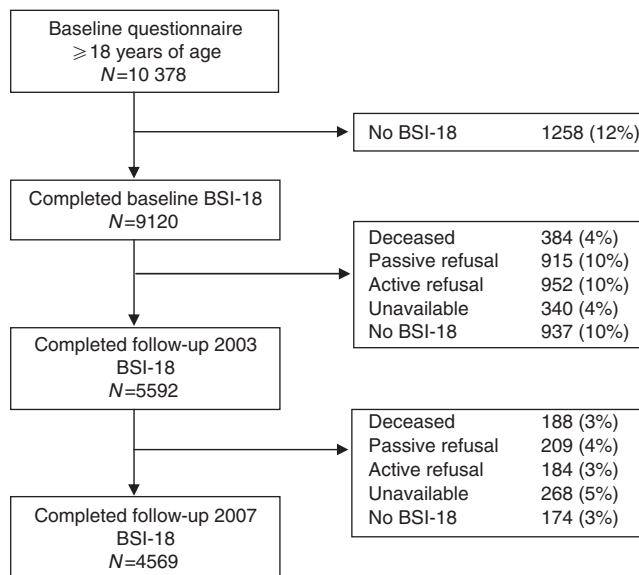 Baseline questionnaire
⩾18 years of age
N=10 378
No BSI-18 1258 (12%)
Completed baseline BSI-18
N=9120
Deceased 384 (4%)
Passive refusal 915 (10%)
Active refusal 952 (10%)
Unavailable 340 (4%)
No BSI-18 937 (10%)
Completed follow-up 2003
BSI-18
N=5592
Deceased 188 (3%)
Passive refusal 209 (4%)
Active refusal 184 (3%)
Unavailable 268 (5%)
No BSI-18 174 (3%)
Completed follow-up 2007
BSI-18
N=4569